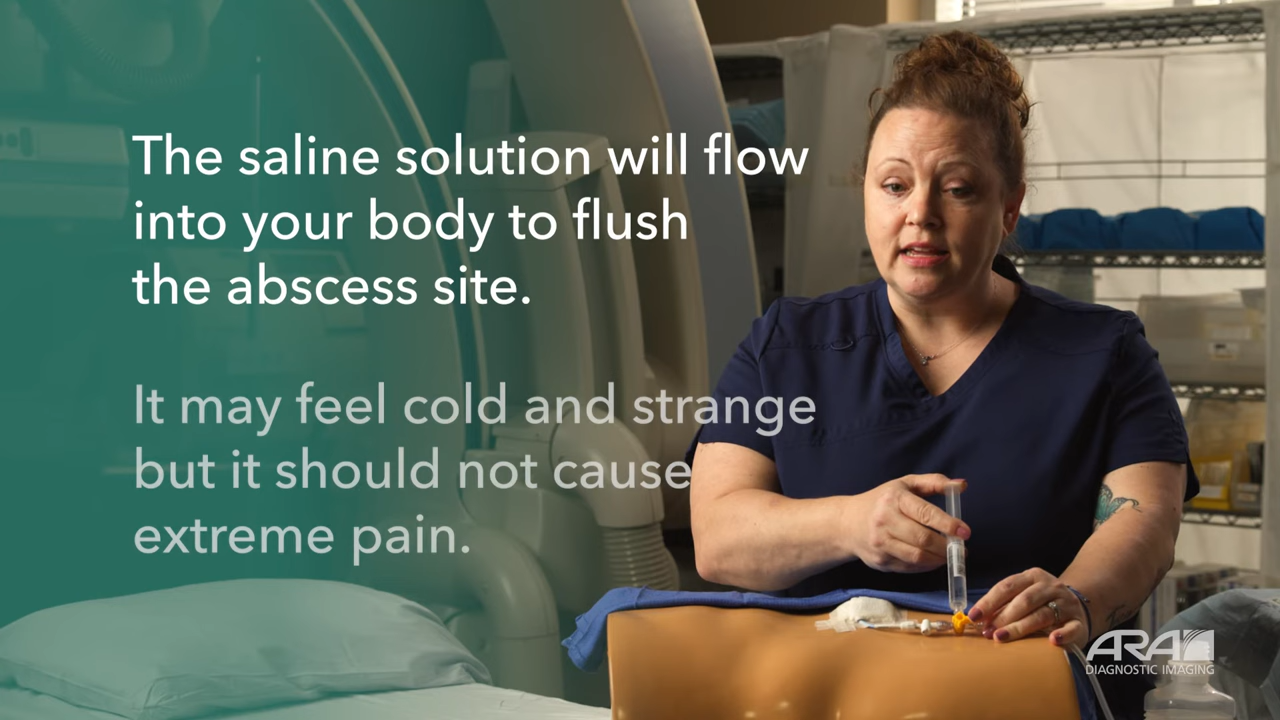 The saline solution will flow
into your body to flush
the abscess site.
It may feel cold and strange
but it should not cause
extreme pain.
ARA
DIAGNOSTIC IMAGING